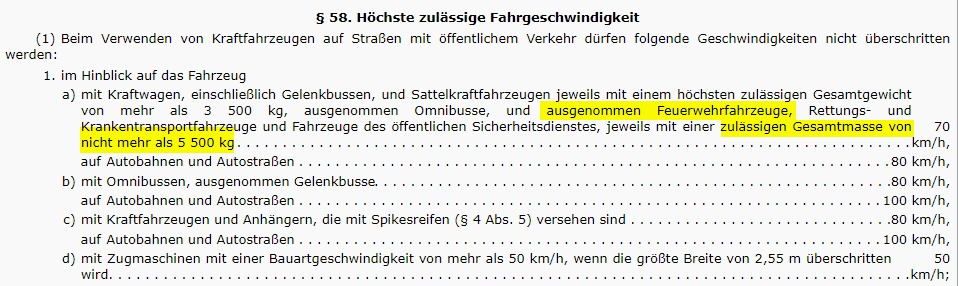 § 58. Höchste zulässige Fahrgeschwindigkeit
(1) Beim Verwenden von Kraftfahrzeugen auf Straßen mit öffentlichem Verkehr dürfen folgende Geschwindigkeiten nicht überschritten
werden:
1. im Hinblick auf das Fahrzeug
a) mit Kraftwagen, einschließlich Gelenkbussen, und Sattelkraftfahrzeugen jeweils mit einem höchsten zulässigen Gesamtgewicht
von mehr als 3 500 kg, ausgenommen Omnibusse, und ausgenommen Feuerwehrfahrzeuge, Rettungs- und
Krankentransportfahrzeuge und Fahrzeuge des öffentlichen Sicherheitsdienstes, jeweils mit einer zulässigen Gesamtmasse von 70
nicht mehr als 5 500 kg. . . . . . . . . . . . . . . . . . . . . . . . . . . . . . . . . . . . . . . . km/h,
auf Autobahnen und Autostraßen . . . . . . . . . . . . . . . . . . . . . . . . . . . . . . . . . . . . . . . . 80 km/h,
b) mit Omnibussen, ausgenommen Gelenkbusse. . . . . . . . . . . . . . . . . . . . . . . . . . . . . . . . . . . . . . . . 80 km/h,
auf Autobahnen und Autostraßen . . . . . . . . . . . . . . . . . . . . . . . . . . . . . . . . . . . . . . . . 100 km/h,
c) mit Kraftfahrzeugen und Anhängern, die mit Spikesreifen (§ 4 Abs. 5) versehen sind . . . . . . . . . . . . . . . . . . . . . . . . 80 km/h,
auf Autobahnen und Autostraßen . . . . . . . . . . . . . . . . . . . . . . . . . . . . . . . . . . . . . . . . 100 km/h,
d) mit Zugmaschinen mit einer Bauartgeschwindigkeit von mehr als 50 km/h, wenn die größte Breite von 2,55 m überschritten 50
wird. . . . . . . . . . . . . . . . . . . . . . . . . . . . . . . . . . . . . . . . km/h;